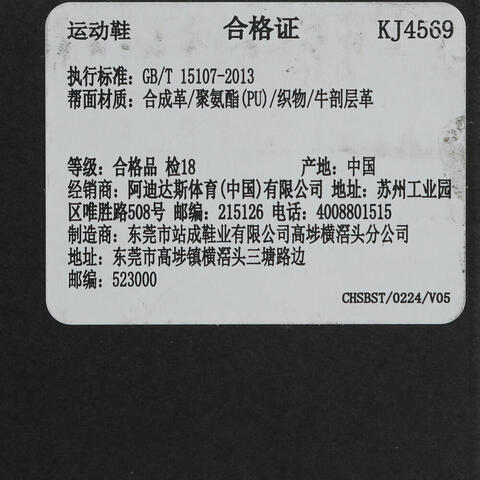 运动鞋 合格证 KJ4569
执行标准: GB/T 15107-2013
帮面材质: 合成革/聚氨酯(PU)/织物/牛剖层革
等级: 合格品 检18 产地: 中国
经销商: 阿迪达斯体育(中国)有限公司 地址: 苏州工业园
区唯胜路508号 邮编: 215126 电话: 4008801515
制造商: 东莞市站成鞋业有限公司高埗横滘头分公司
地址: 东莞市高埗镇横滘头三塘路边
邮编: 523000
CHSBST/0224/V05